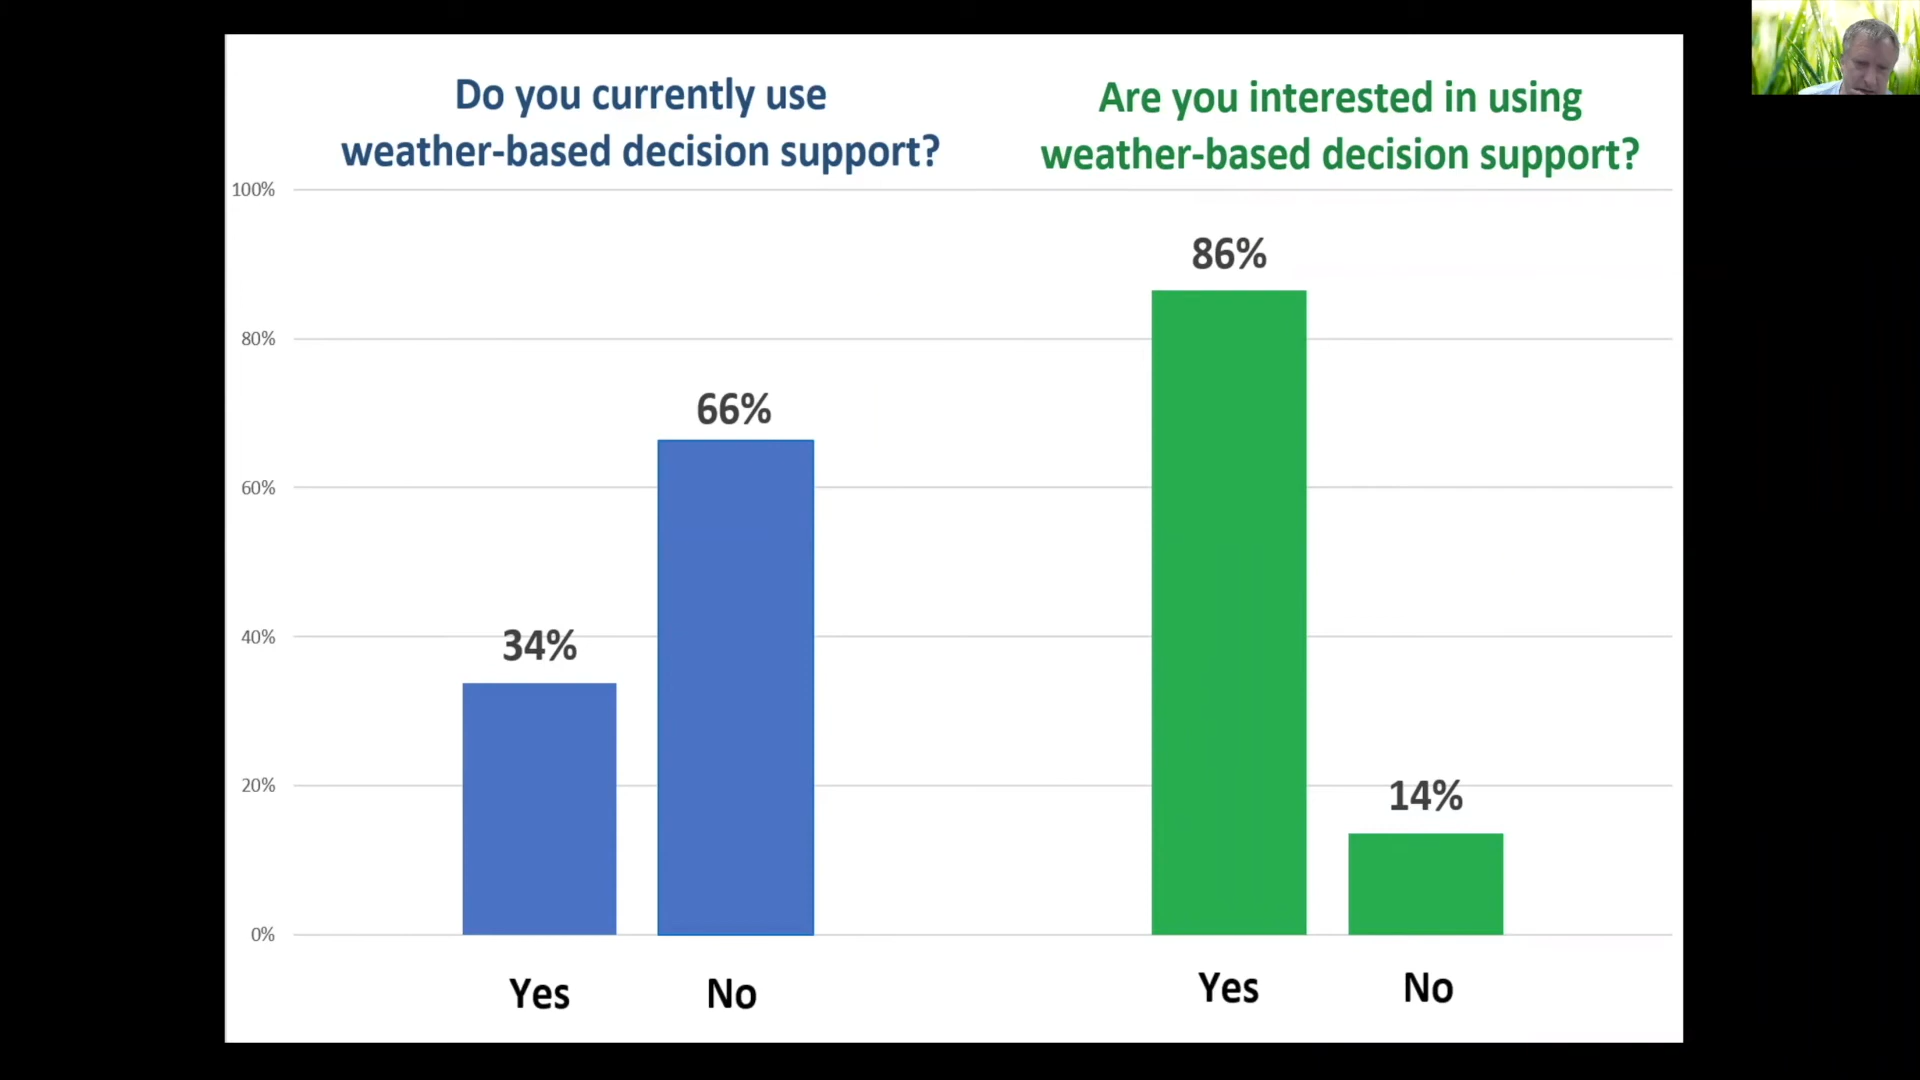 Do you currently use
weather-based decision support?
Are you interested in using
weather-based decision support?
100%
80%
60%
40%
20%
0%
34%
66%
86%
14%
Yes
No
Yes
No